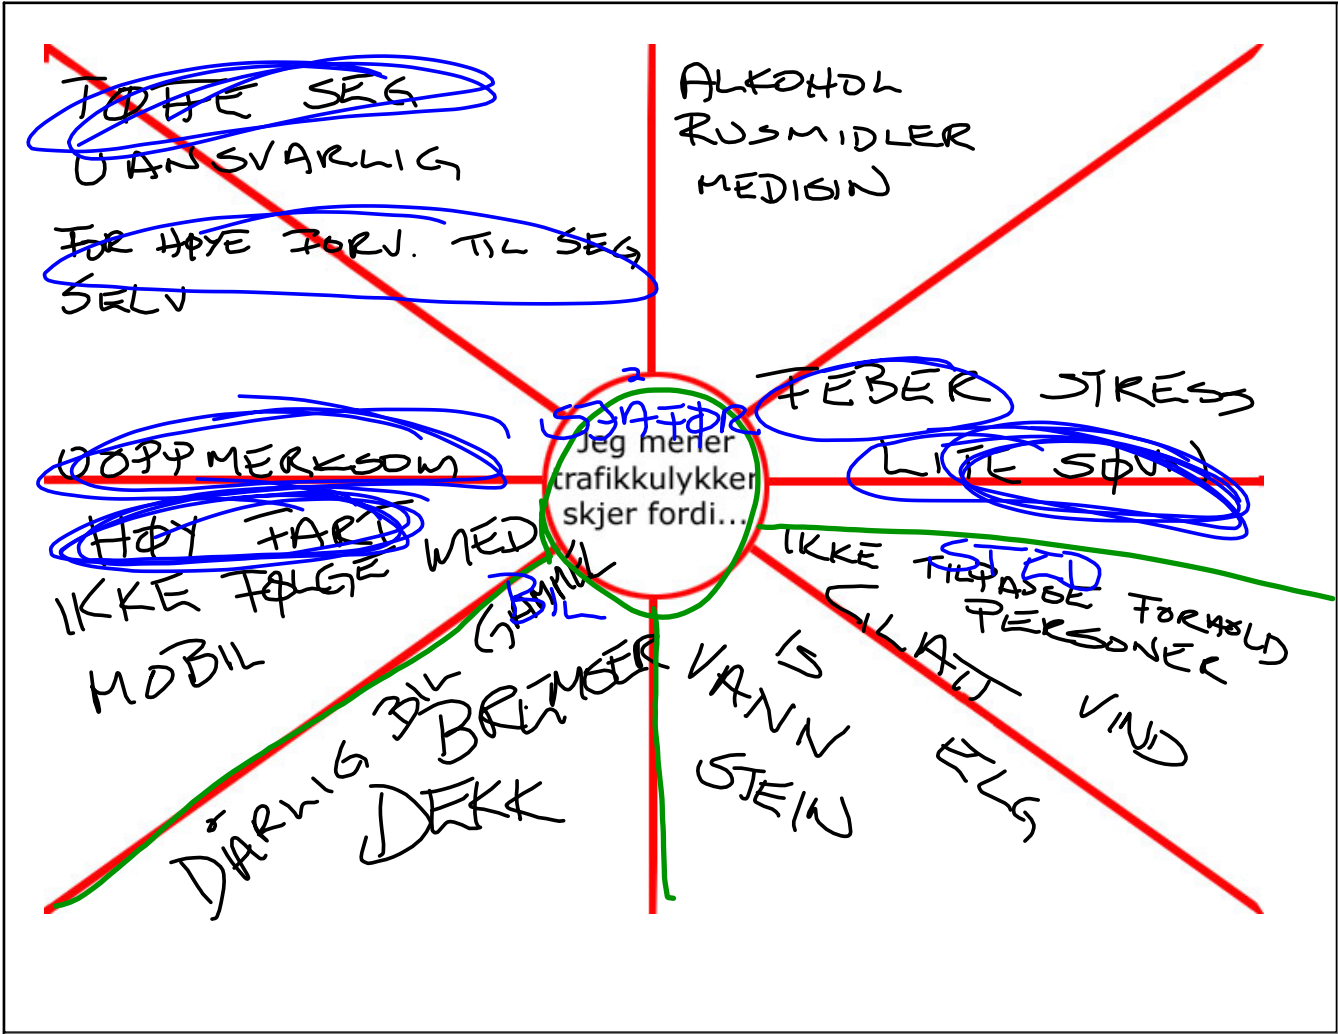 TØFFE SEG
UANSVARLIG
FOR HØYE FORV. TIL SEG
SELV
ALKOHOL
RUSMIDLER
MEDISIN
FEBER STRESS
LITE SØVN
UOPPMERKSOM
HØY FART
IKKE FØLGE MED
MOBIL
2
SJÅFØR
Jeg mener
trafikkulykker
skjer fordi...
BIL
GAMMEL
BIL
DÅRLIG
BREMSER
DEKK
STED
IKKE TILPASSE FORHOLD
PERSONER
IS
VANN
STEIN
VIND
ELG